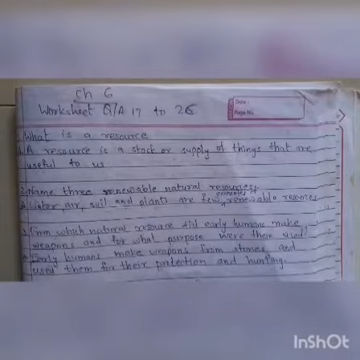 Ch 6
Worksheet Q/A 17 to 26
Date :
Page No.
What is a resource
A resource is a stock or supply of things that are
useful to us
Name three renewable natural resources
examples
Water air, soil and plants are few renewable resources
3 From which natural resource did early humans make
weapons and for what purpose were they used
Early humans make weapons from stones and
used them for their protection and hunting.
InShOt